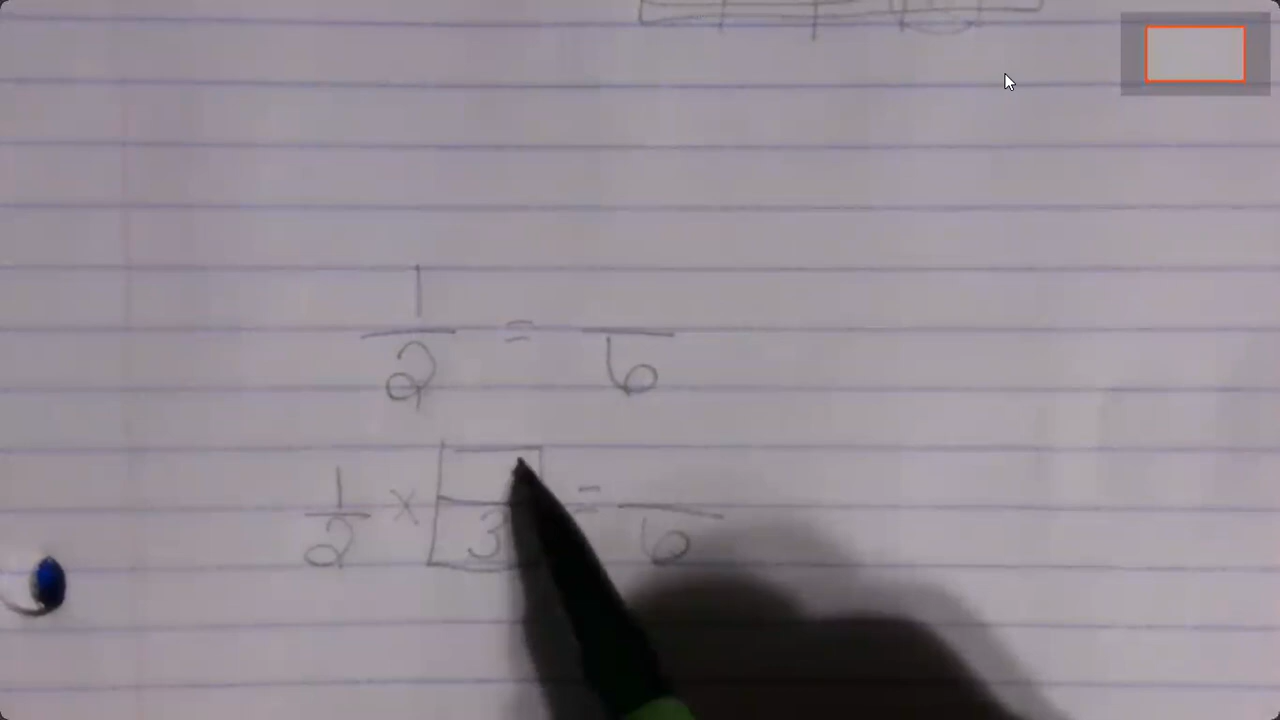 1/2 = /6
1/2 × /3 = /6